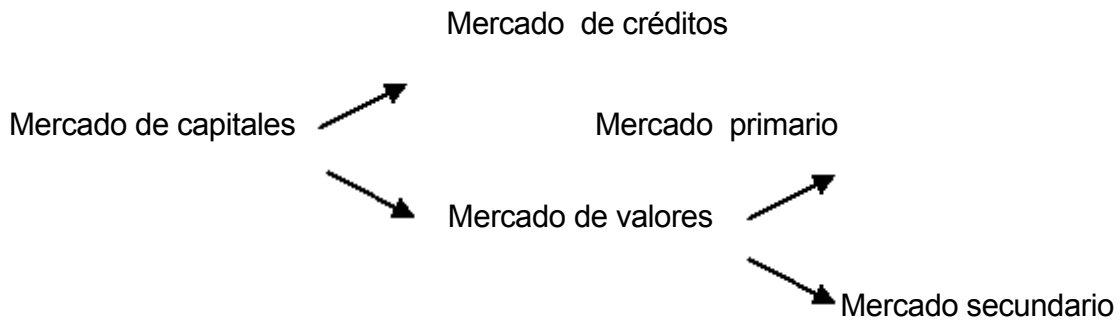 Mercado de créditos
Mercado de capitales
Mercado primario
Mercado de valores
Mercado secundario